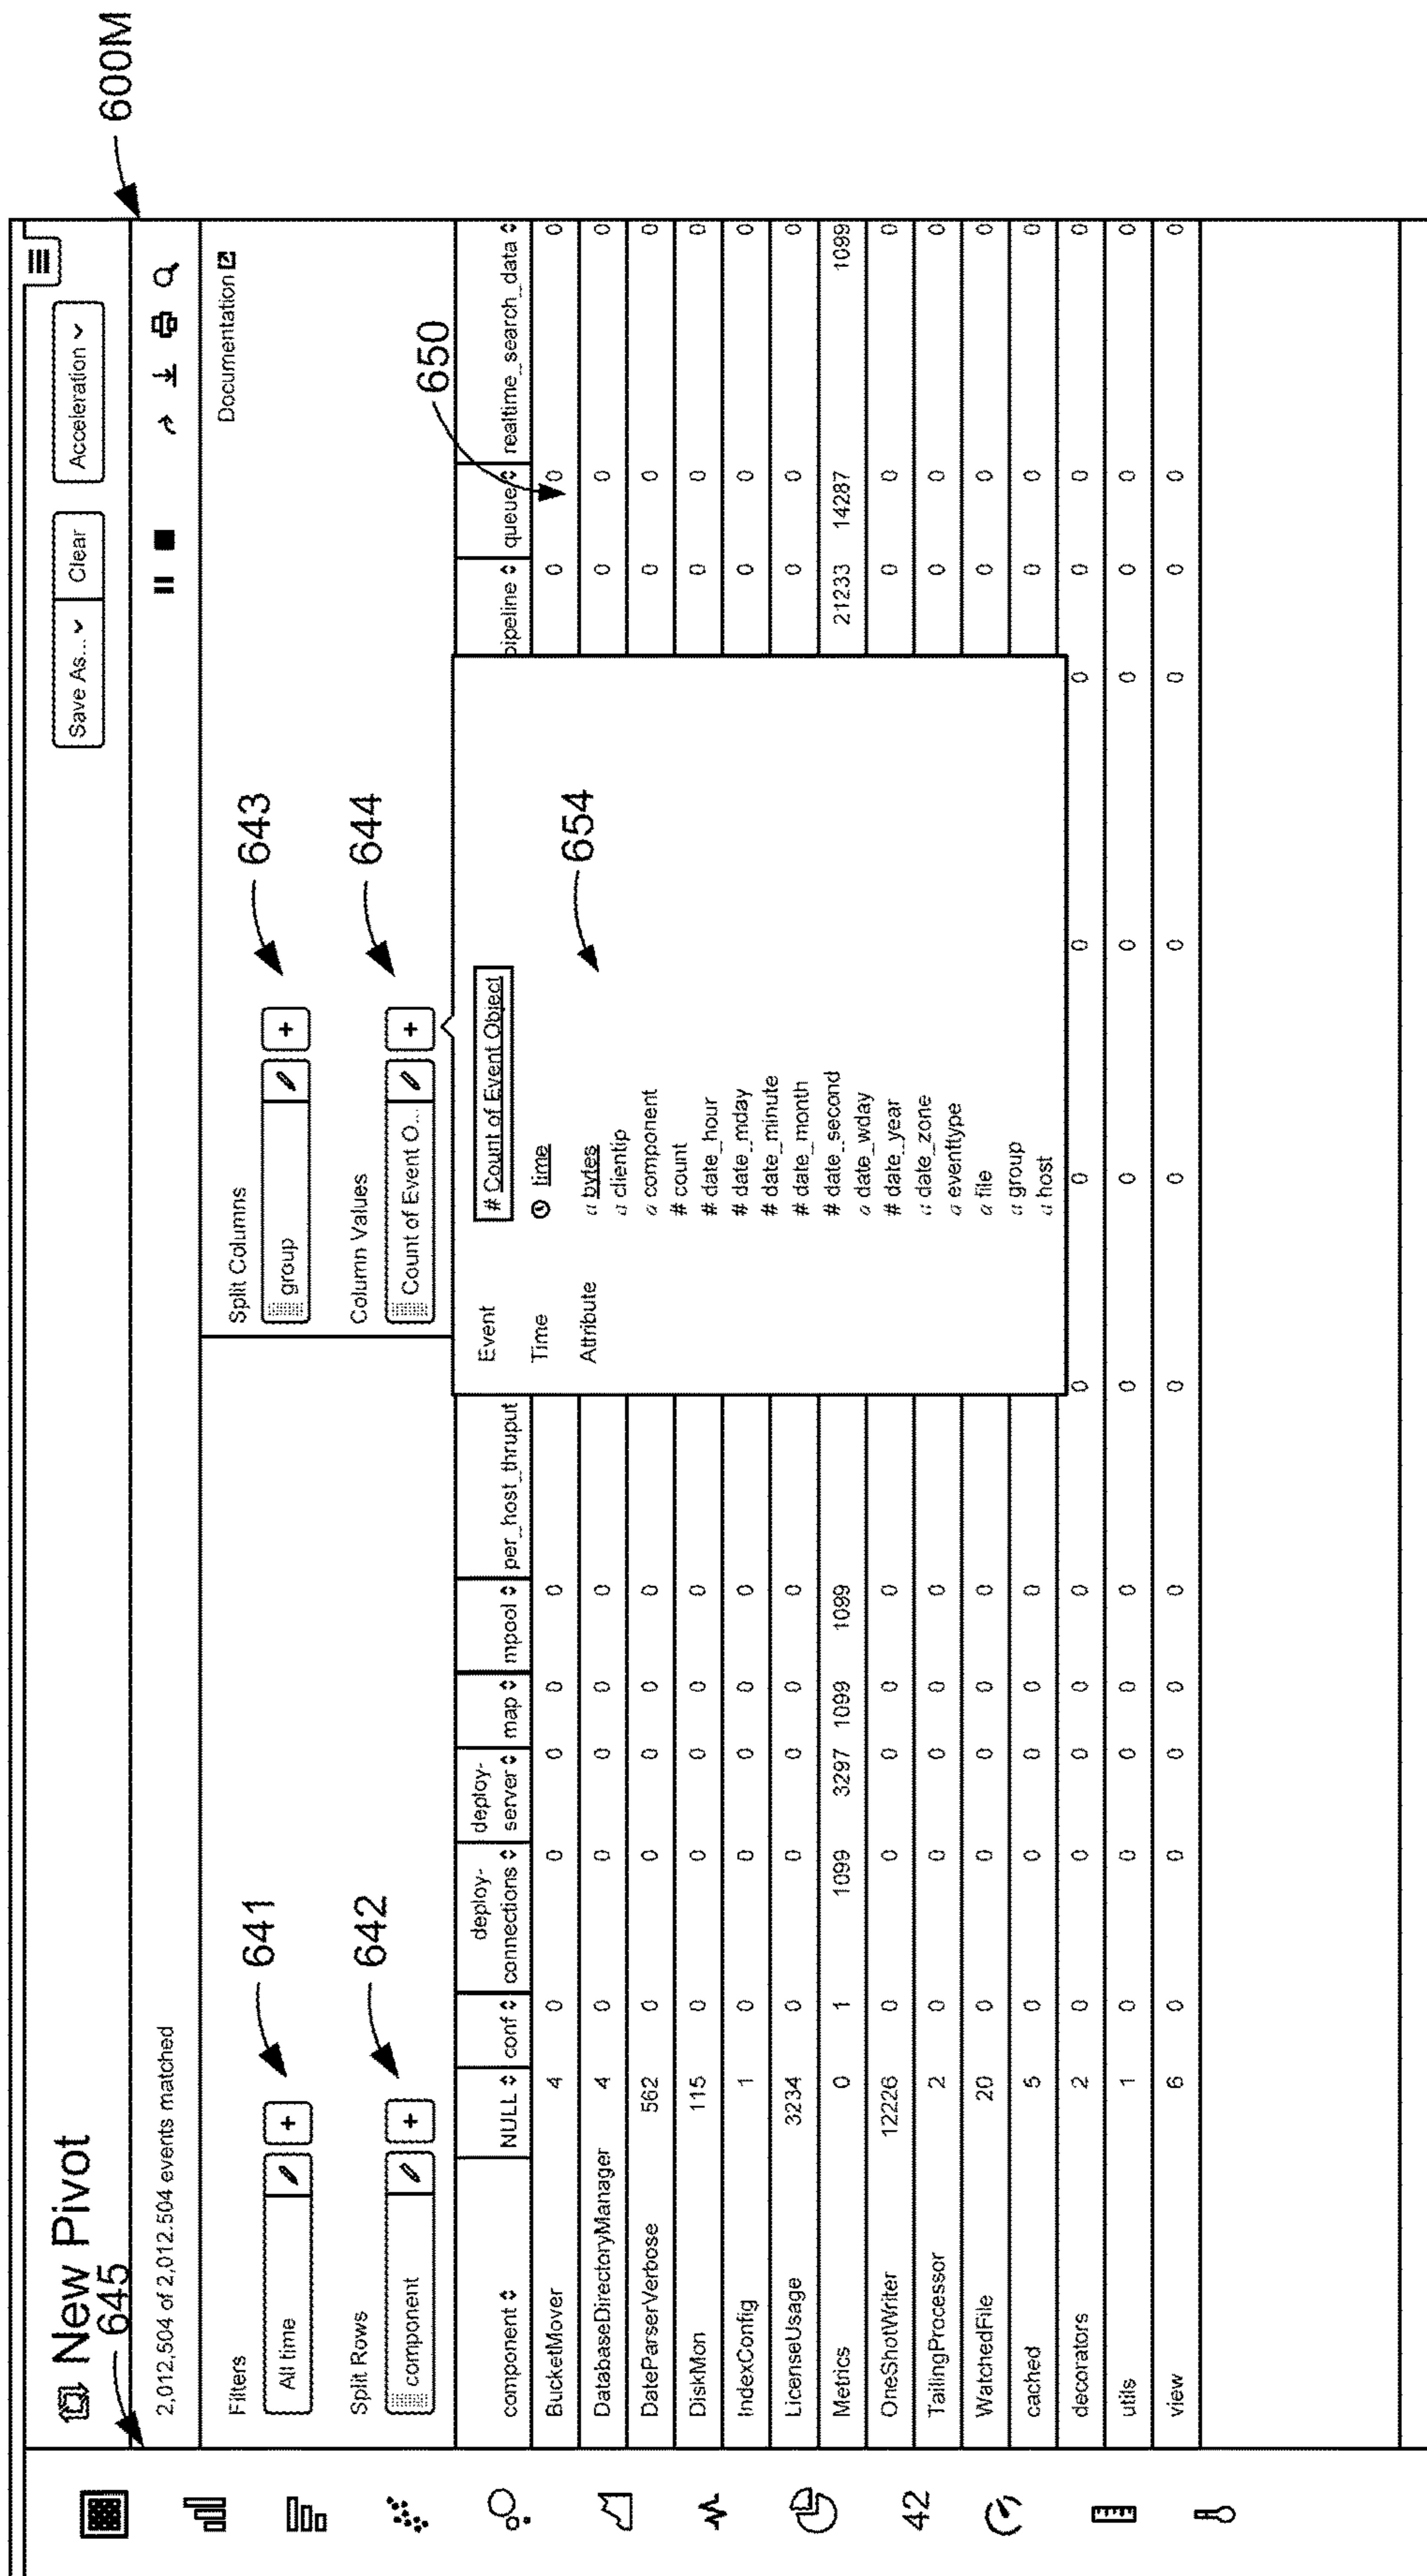 600M
New Pivot
Save As... Clear Acceleration
645
2,012,504 of 2,012.504 events matched
Filters
Split Columns
Documentation
641
643
All time +
group +
Split Rows
Column Values
642
644
component +
Count of Event O... +
650
component NULL conf deploy-connections deploy-server map mpool per_host_thruput pipeline queue realtime_search_data
BucketMover 4 0 0 0 0 0 0 0 0
DatabaseDirectoryManager 4 0 0 0 0 0 0 0 0
DateParserVerbose 562 0 0 0 0 0 0 0 0
DiskMon 115 0 0 0 0 0 0 0 0
IndexConfig 1 0 0 0 0 0 0 0 0
LicenseUsage 3234 0 0 0 0 0 0 0 0
Metrics 0 1 1099 3297 1099 1099 21233 14287 1099
OneShotWriter 12226 0 0 0 0 0 0 0 0
TailingProcessor 2 0 0 0 0 0 0 0 0
WatchedFile 20 0 0 0 0 0 0 0 0
cached 5 0 0 0 0 0 0 0 0
decorators 2 0 0 0 0 0 0 0 0 0 0 0 0
utils 1 0 0 0 0 0 0 0 0 0 0 0 0
view 6 0 0 0 0 0 0 0 0 0 0 0 0
Event # Count of Event Object
Time time
654
Attribute a bytes
a clientip
a component
# count
# date_hour
# date_mday
# date_minute
# date_month
# date_second
a date_wday
# date_year
a date_zone
a eventtype
a file
a group
a host
42